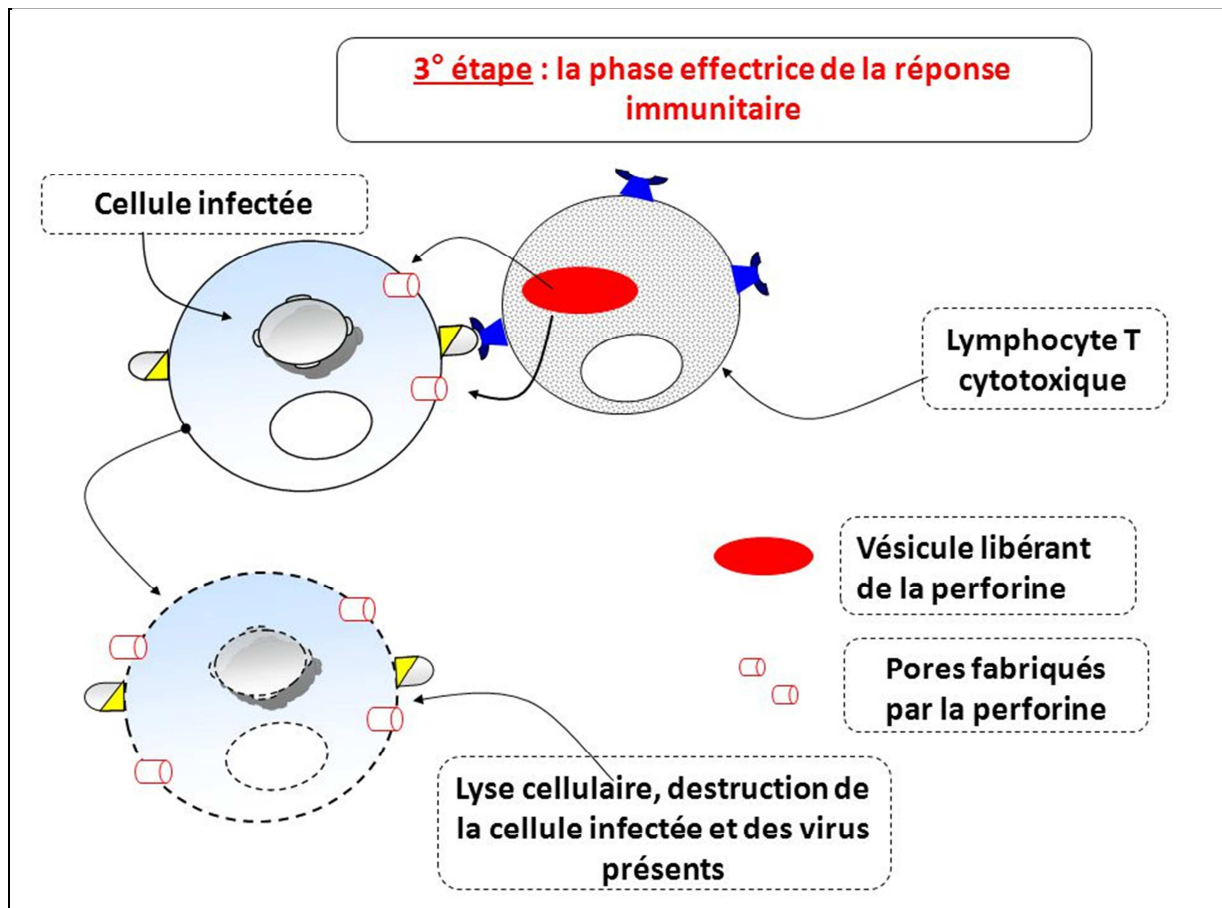 3° étape : la phase effectrice de la réponse
immunitaire
Cellule infectée
Lymphocyte T
cytotoxique
Vésicule libérant
de la perforine
Pores fabriqués
par la perforine
Lyse cellulaire, destruction de
la cellule infectée et des virus
présents